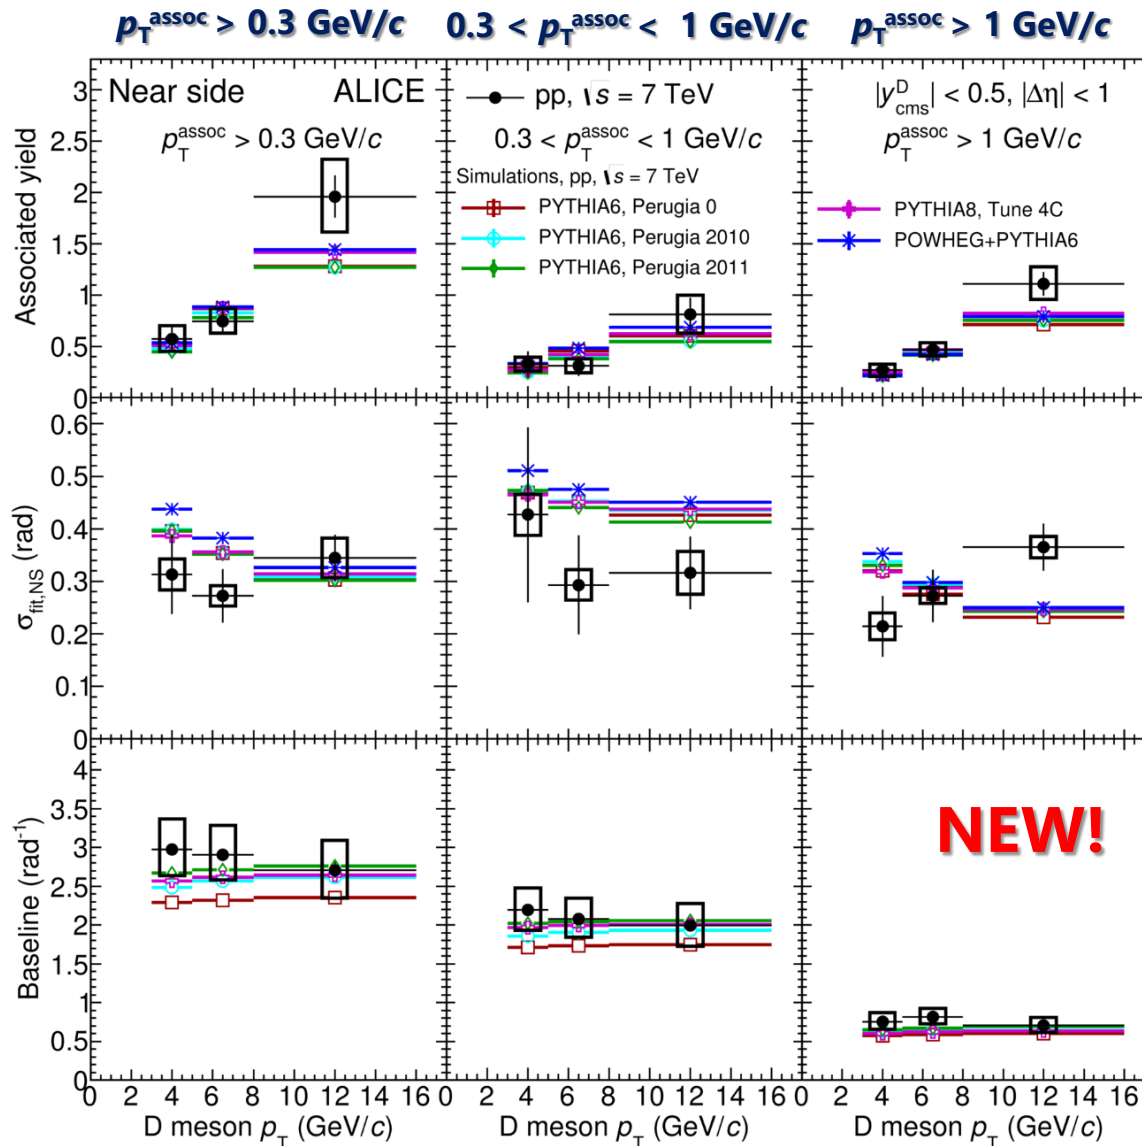 p_T^assoc > 0.3 GeV/c
0.3 < p_T^assoc < 1 GeV/c
p_T^assoc > 1 GeV/c
Near side ALICE
p_T^assoc > 0.3 GeV/c
pp, √s = 7 TeV
0.3 < p_T^assoc < 1 GeV/c
Simulations, pp, √s = 7 TeV
PYTHIA6, Perugia 0
PYTHIA6, Perugia 2010
PYTHIA6, Perugia 2011
|y_cms^D| < 0.5, |Δη| < 1
p_T^assoc > 1 GeV/c
PYTHIA8, Tune 4C
POWHEG+PYTHIA6
Associated yield
3
2.5
2
1.5
1
0.5
0
σ_fit,NS (rad)
0.6
0.5
0.4
0.3
0.2
0.1
0
NEW!
Baseline (rad⁻¹)
4
3.5
3
2.5
2
1.5
1
0.5
0
0 2 4 6 8 10 12 14 16
0 2 4 6 8 10 12 14 16
0 2 4 6 8 10 12 14 16
D meson p_T (GeV/c)
D meson p_T (GeV/c)
D meson p_T (GeV/c)